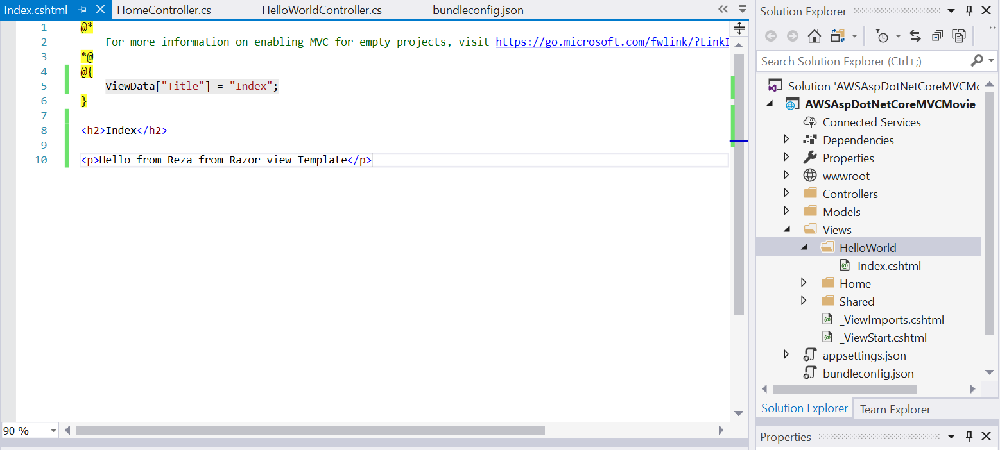 Index.cshtml HomeController.cs HelloWorldController.cs bundleconfig.json
1 @*
2 For more information on enabling MVC for empty projects, visit https://go.microsoft.com/fwlink/?LinkI
3 *@
4 @{
5 ViewData["Title"] = "Index";
6 }
7
8 <h2>Index</h2>
9
10 <p>Hello from Reza from Razor view Template</p>
90 %
Solution Explorer
Search Solution Explorer (Ctrl+;)
Solution 'AWSAspDotNetCoreMVCMo
AWSAspDotNetCoreMVCMovie
Connected Services
Dependencies
Properties
wwwroot
Controllers
Models
Views
HelloWorld
Index.cshtml
Home
Shared
_ViewImports.cshtml
_ViewStart.cshtml
appsettings.json
bundleconfig.json
Solution Explorer Team Explorer
Properties